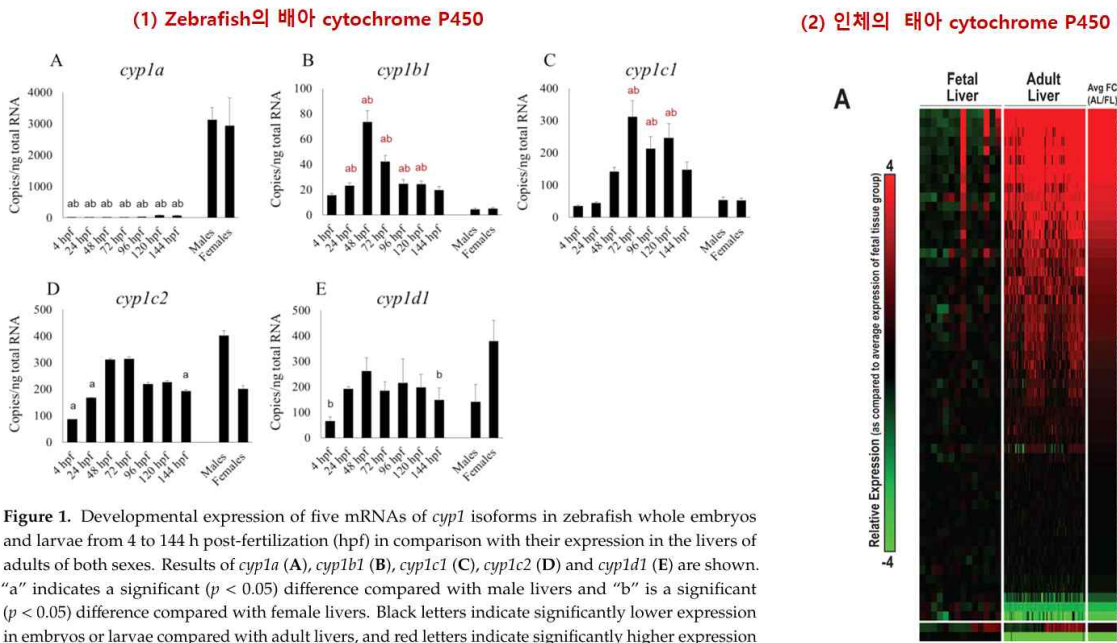 (1) Zebrafish의 배아 cytochrome P450
A
cyp1a
Copies/ng total RNA
4000
3000
2000
1000
0
ab ab ab ab ab ab ab
4 hpf
24 hpf
48 hpf
72 hpf
96 hpf
120 hpf
144 hpf
Males
Females
B
cyp1b1
Copies/ng total RNA
100
80
60
40
20
0
ab
ab
ab
ab
ab
4 hpf
24 hpf
48 hpf
72 hpf
96 hpf
120 hpf
144 hpf
Males
Females
C
cyp1c1
Copies/ng total RNA
400
300
200
100
0
ab
ab
ab
4 hpf
24 hpf
48 hpf
72 hpf
96 hpf
120 hpf
144 hpf
Males
Females
D
cyp1c2
Copies/ng total RNA
500
400
300
200
100
0
a
a
a
4 hpf
24 hpf
48 hpf
72 hpf
96 hpf
120 hpf
144 hpf
Males
Females
E
cyp1d1
Copies/ng total RNA
500
400
300
200
100
0
b
b
4 hpf
24 hpf
48 hpf
72 hpf
96 hpf
120 hpf
144 hpf
Males
Females
Figure 1. Developmental expression of five mRNAs of cyp1 isoforms in zebrafish whole embryos
and larvae from 4 to 144 h post-fertilization (hpf) in comparison with their expression in the livers of
adults of both sexes. Results of cyp1a (A), cyp1b1 (B), cyp1c1 (C), cyp1c2 (D) and cyp1d1 (E) are shown.
“a” indicates a significant (p < 0.05) difference compared with male livers and “b” is a significant
(p < 0.05) difference compared with female livers. Black letters indicate significantly lower expression
in embryos or larvae compared with adult livers, and red letters indicate significantly higher expression
(2) 인체의 태아 cytochrome P450
A
Fetal
Liver
Adult
Liver
Avg FC
(AL/FL)
4
Relative Expression (as compared to average expression of fetal tissue group)
-4